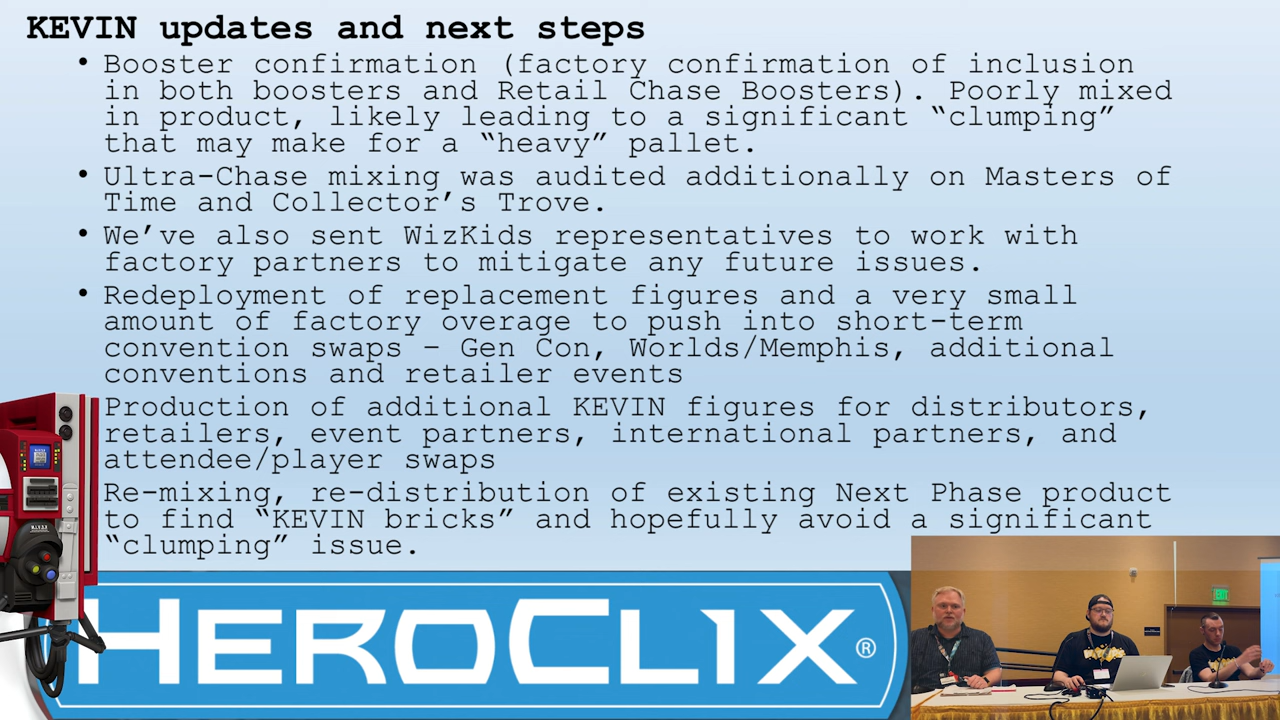 KEVIN updates and next steps
• Booster confirmation (factory confirmation of inclusion
in both boosters and Retail Chase Boosters). Poorly mixed
in product, likely leading to a significant “clumping”
that may make for a “heavy” pallet.
• Ultra-Chase mixing was audited additionally on Masters of
Time and Collector’s Trove.
• We’ve also sent WizKids representatives to work with
factory partners to mitigate any future issues.
• Redeployment of replacement figures and a very small
amount of factory overage to push into short-term
convention swaps – Gen Con, Worlds/Memphis, additional
conventions and retailer events
Production of additional KEVIN figures for distributors,
retailers, event partners, international partners, and
attendee/player swaps
Re-mixing, re-distribution of existing Next Phase product
to find “KEVIN bricks” and hopefully avoid a significant
“clumping” issue.
HEROCLIX®
EXIT